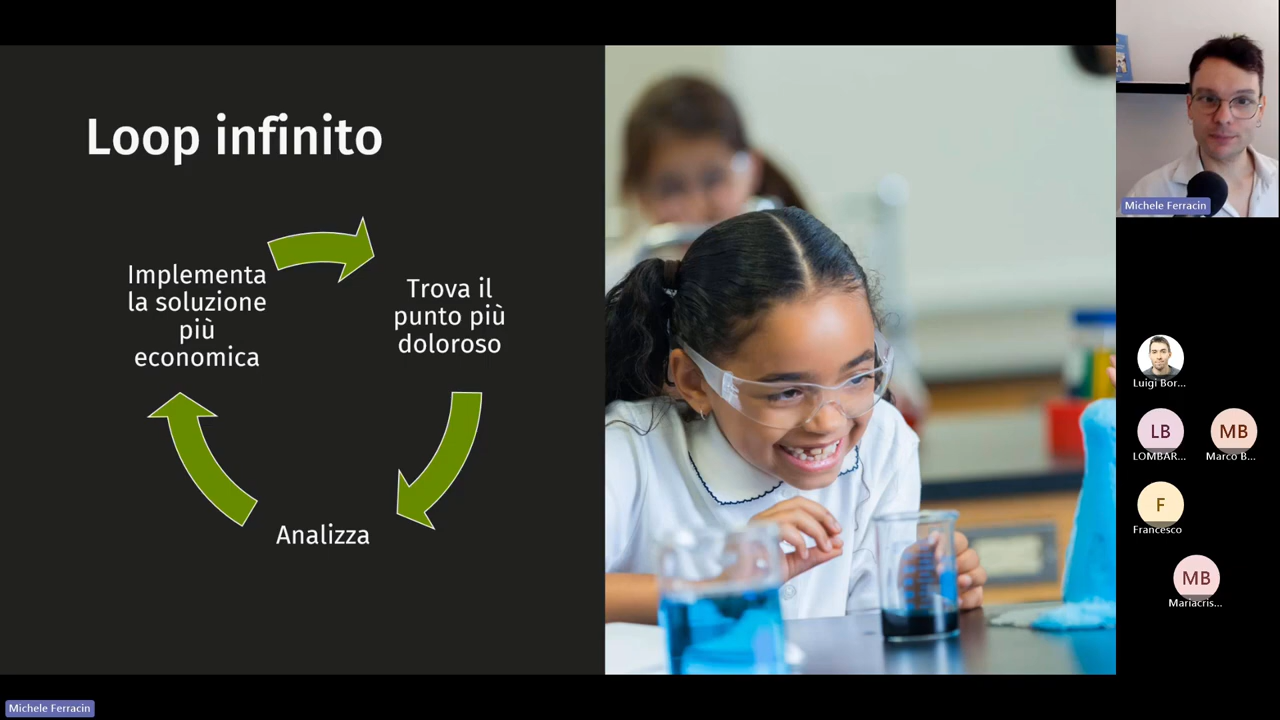 Loop infinito
Implementa
la soluzione
più
economica
Trova il
punto più
doloroso
Analizza
Michele Ferracin
Luigi Bor...
LB
LOMBAR...
MB
Marco B...
F
Francesco
MB
Mariacris...
Michele Ferracin